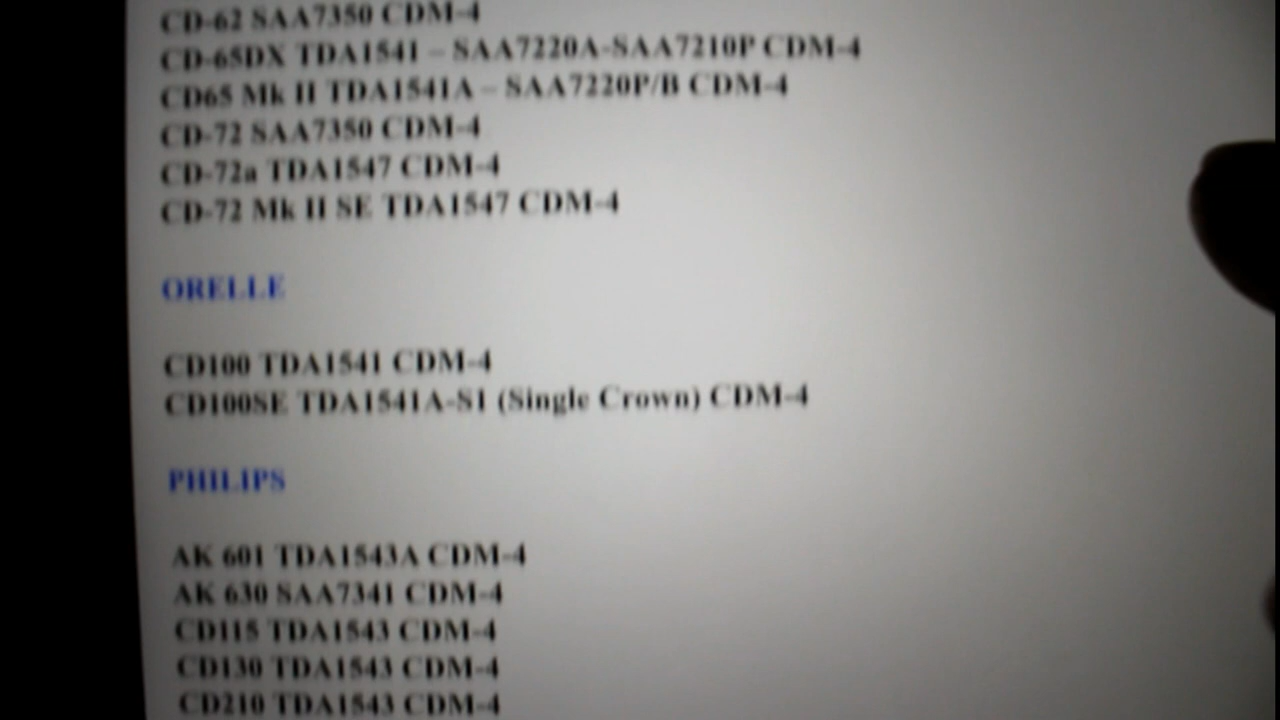 CD-62 SAA7350 CDM-4
CD-65DX TDA1541 – SAA7220A-SAA7210P CDM-4
CD65 Mk II TDA1541A – SAA7220P/B CDM-4
CD-72 SAA7350 CDM-4
CD-72a TDA1547 CDM-4
CD-72 Mk II SE TDA1547 CDM-4
ORELLE
CD100 TDA1541 CDM-4
CD100SE TDA1541A-S1 (Single Crown) CDM-4
PHILIPS
AK 601 TDA1543A CDM-4
AK 630 SAA7341 CDM-4
CD115 TDA1543 CDM-4
CD130 TDA1543 CDM-4
CD210 TDA1543 CDM-4